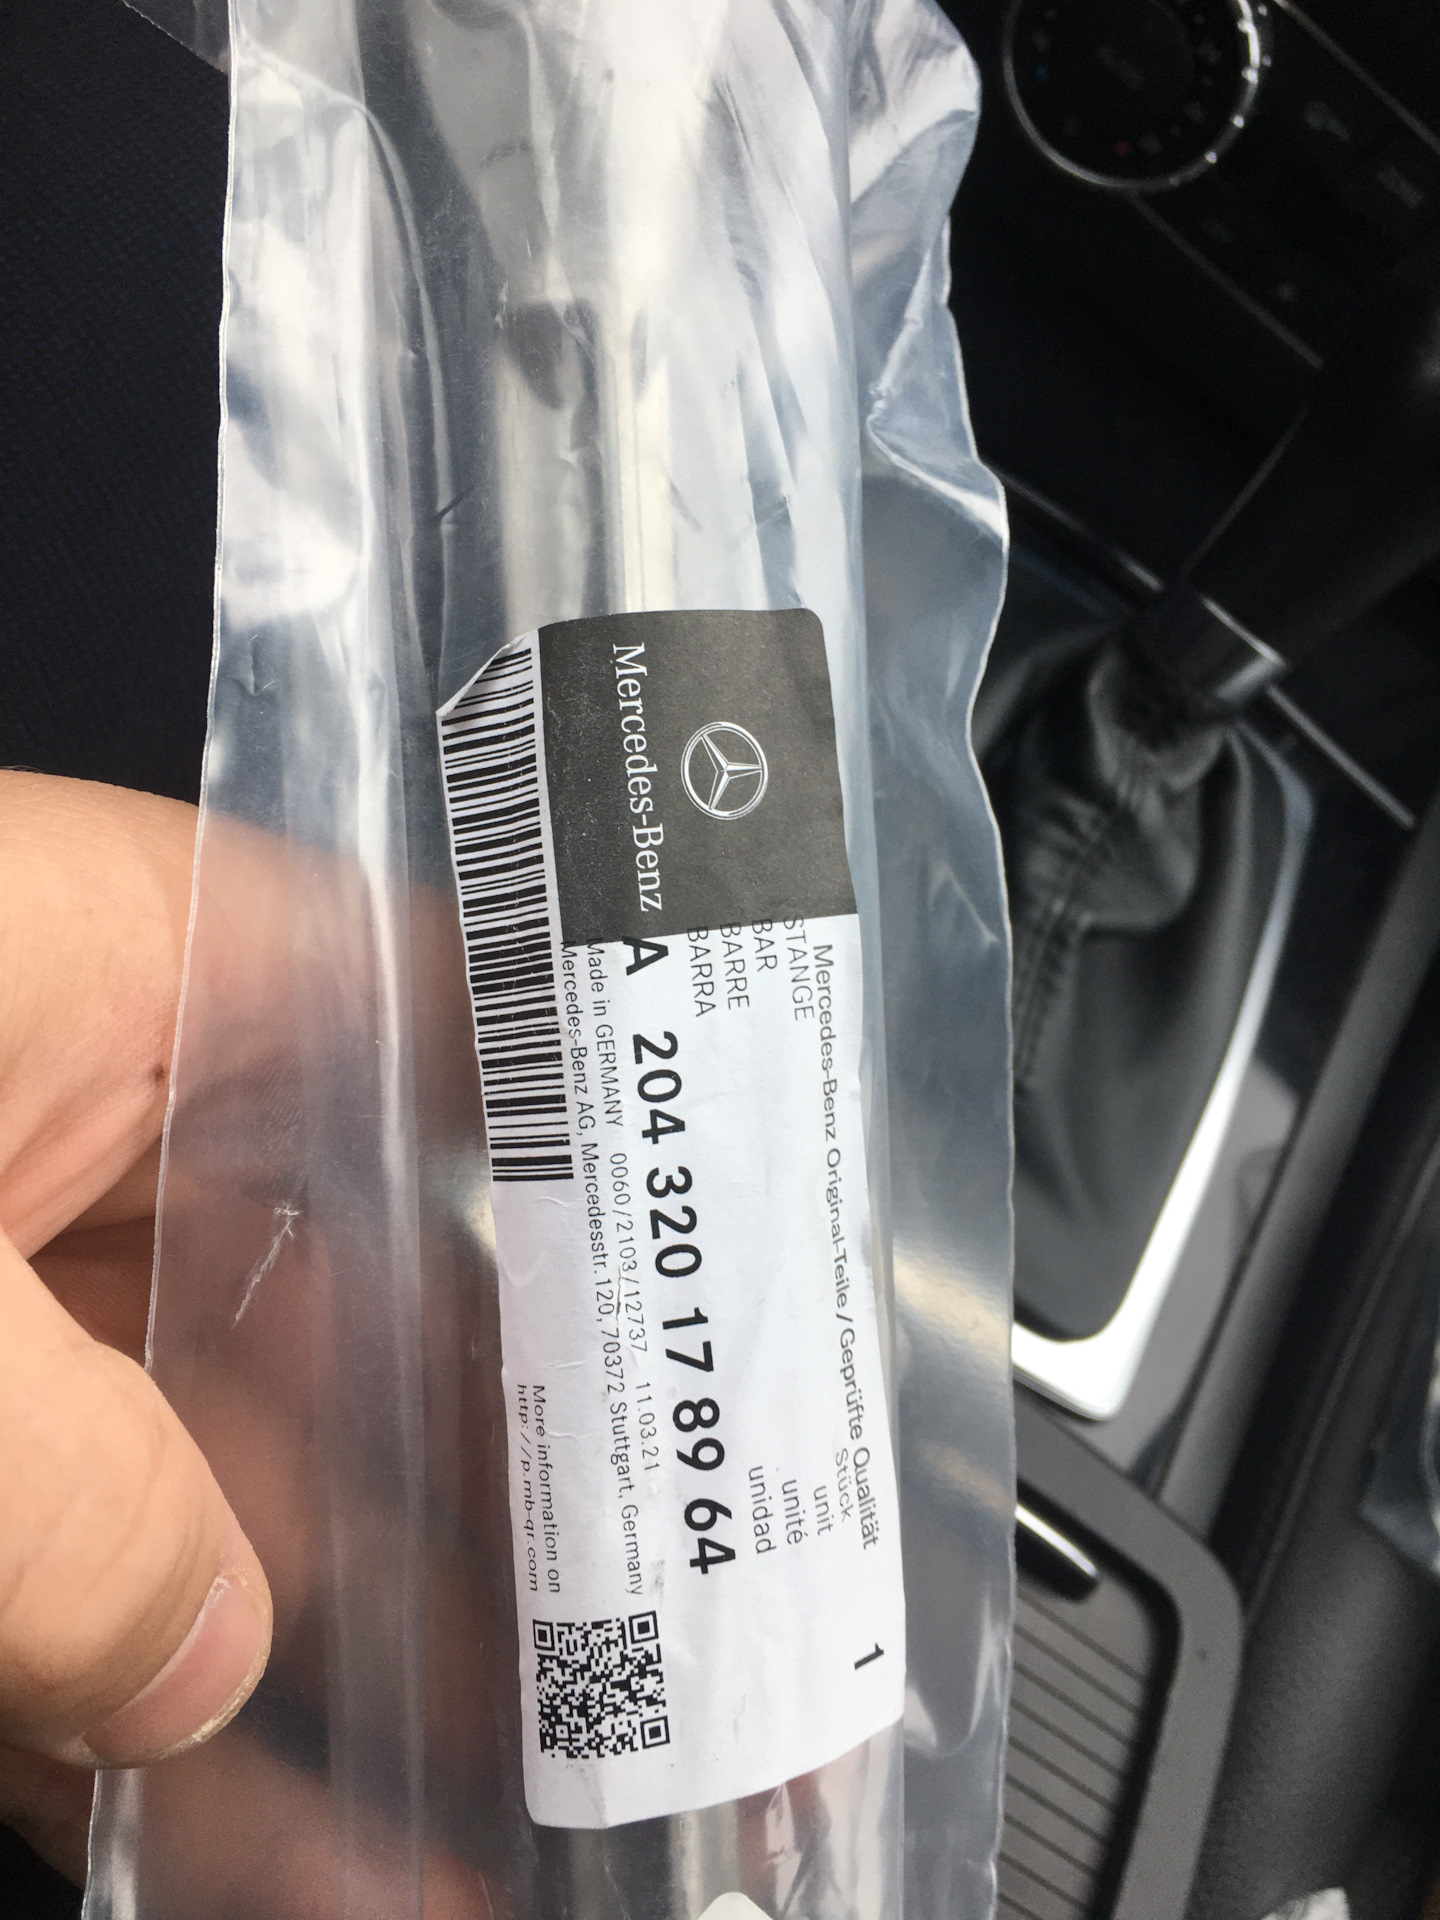 Mercedes-Benz
Mercedes-Benz Original-Teile/Geprüfte Qualität
STANGE Stück 1
BAR unit
BARRE unité
BARRA unidad
A 204 320 17 89 64
Made in GERMANY 0060/2103/12737 11.03.21
Mercedes-Benz AG, Mercedesstr. 120, 70372 Stuttgart, Germany
More information on
http://p.mb-qr.com